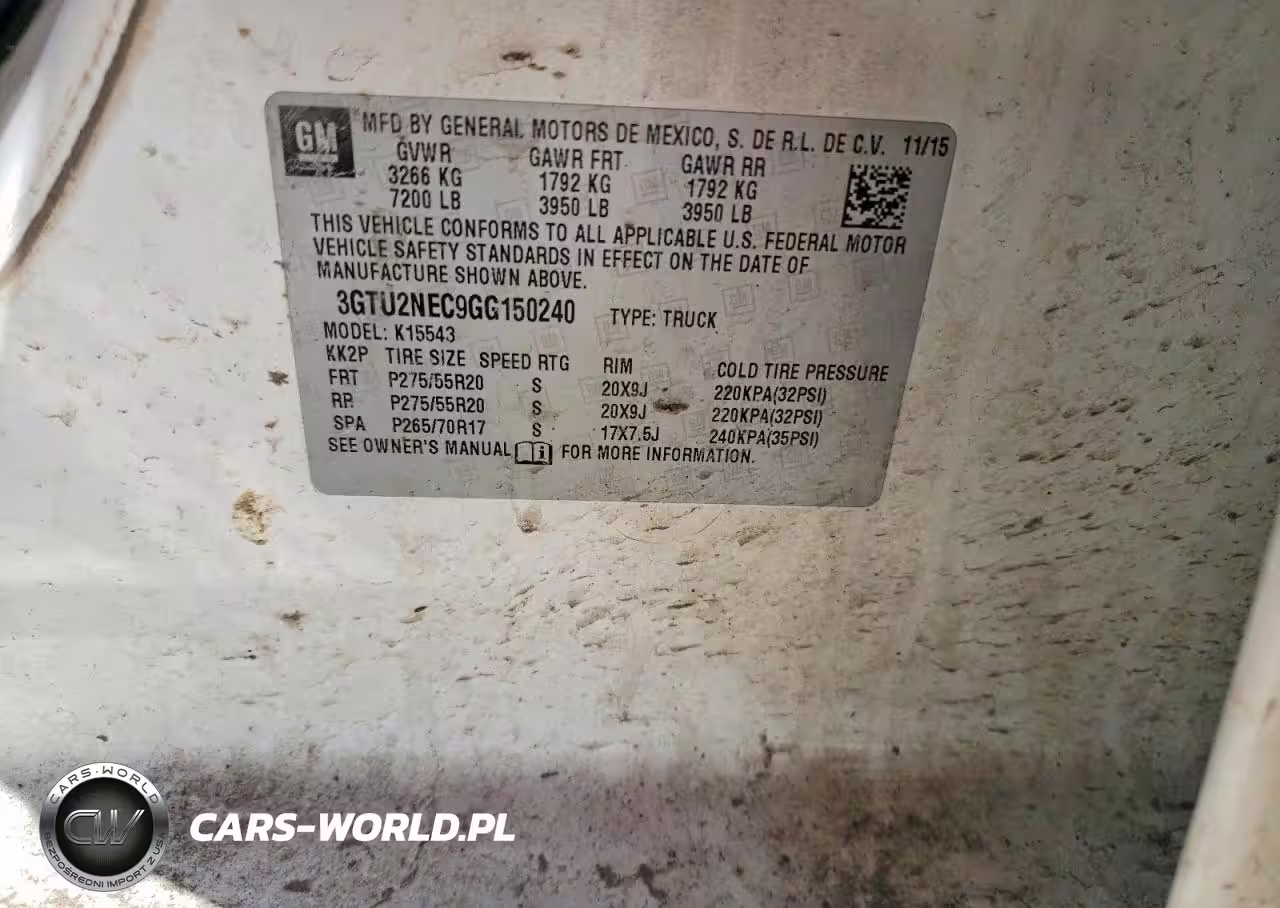 GM
MFD BY GENERAL MOTORS DE MEXICO, S. DE R.L. DE C.V. 11/15
GVWR GAWR FRT GAWR RR
3266 KG 1792 KG 1792 KG
7200 LB 3950 LB 3950 LB
THIS VEHICLE CONFORMS TO ALL APPLICABLE U.S. FEDERAL MOTOR
VEHICLE SAFETY STANDARDS IN EFFECT ON THE DATE OF
MANUFACTURE SHOWN ABOVE.
3GTU2NEC9GG150240 TYPE: TRUCK
MODEL: K15543
KK2P TIRE SIZE SPEED RTG RIM COLD TIRE PRESSURE
FRT P275/55R20 S 20X9J 220KPA(32PSI)
RR P275/55R20 S 20X9J 220KPA(32PSI)
SPA P265/70R17 S 17X7.5J 240KPA(35PSI)
SEE OWNER'S MANUAL FOR MORE INFORMATION.
CARS-WORLD
CW
BEZPOŚREDNI IMPORT Z USA
CARS-WORLD.PL